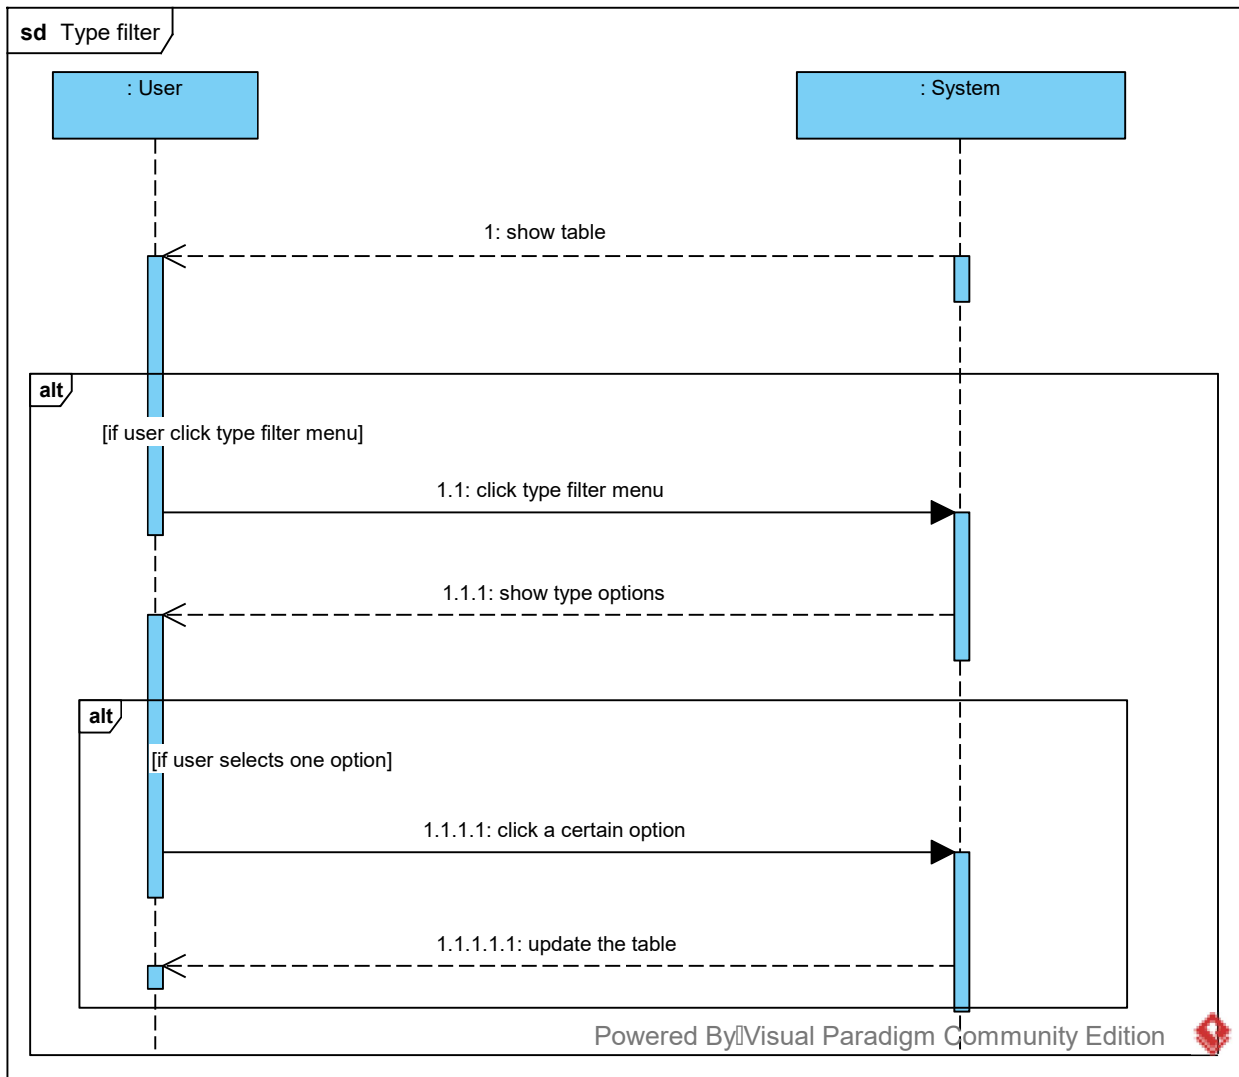 sd Type filter
: User
: System
1: show table
alt
[if user click type filter menu]
1.1: click type filter menu
1.1.1: show type options
alt
[if user selects one option]
1.1.1.1: click a certain option
1.1.1.1.1: update the table
Powered By Visual Paradigm Community Edition